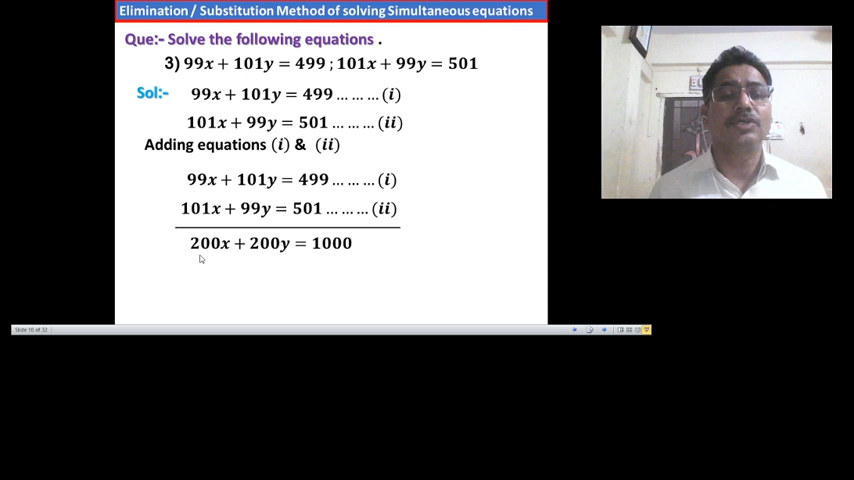 Elimination / Substitution Method of solving Simultaneous equations
Que:- Solve the following equations .
3) 99x + 101y = 499 ; 101x + 99y = 501
Sol:- 99x + 101y = 499 ... ... ... (i)
101x + 99y = 501 ... ... ... (ii)
Adding equations (i) & (ii)
99x + 101y = 499 ... ... ... (i)
101x + 99y = 501 ... ... ... (ii)
200x + 200y = 1000
Slide 10 of 32